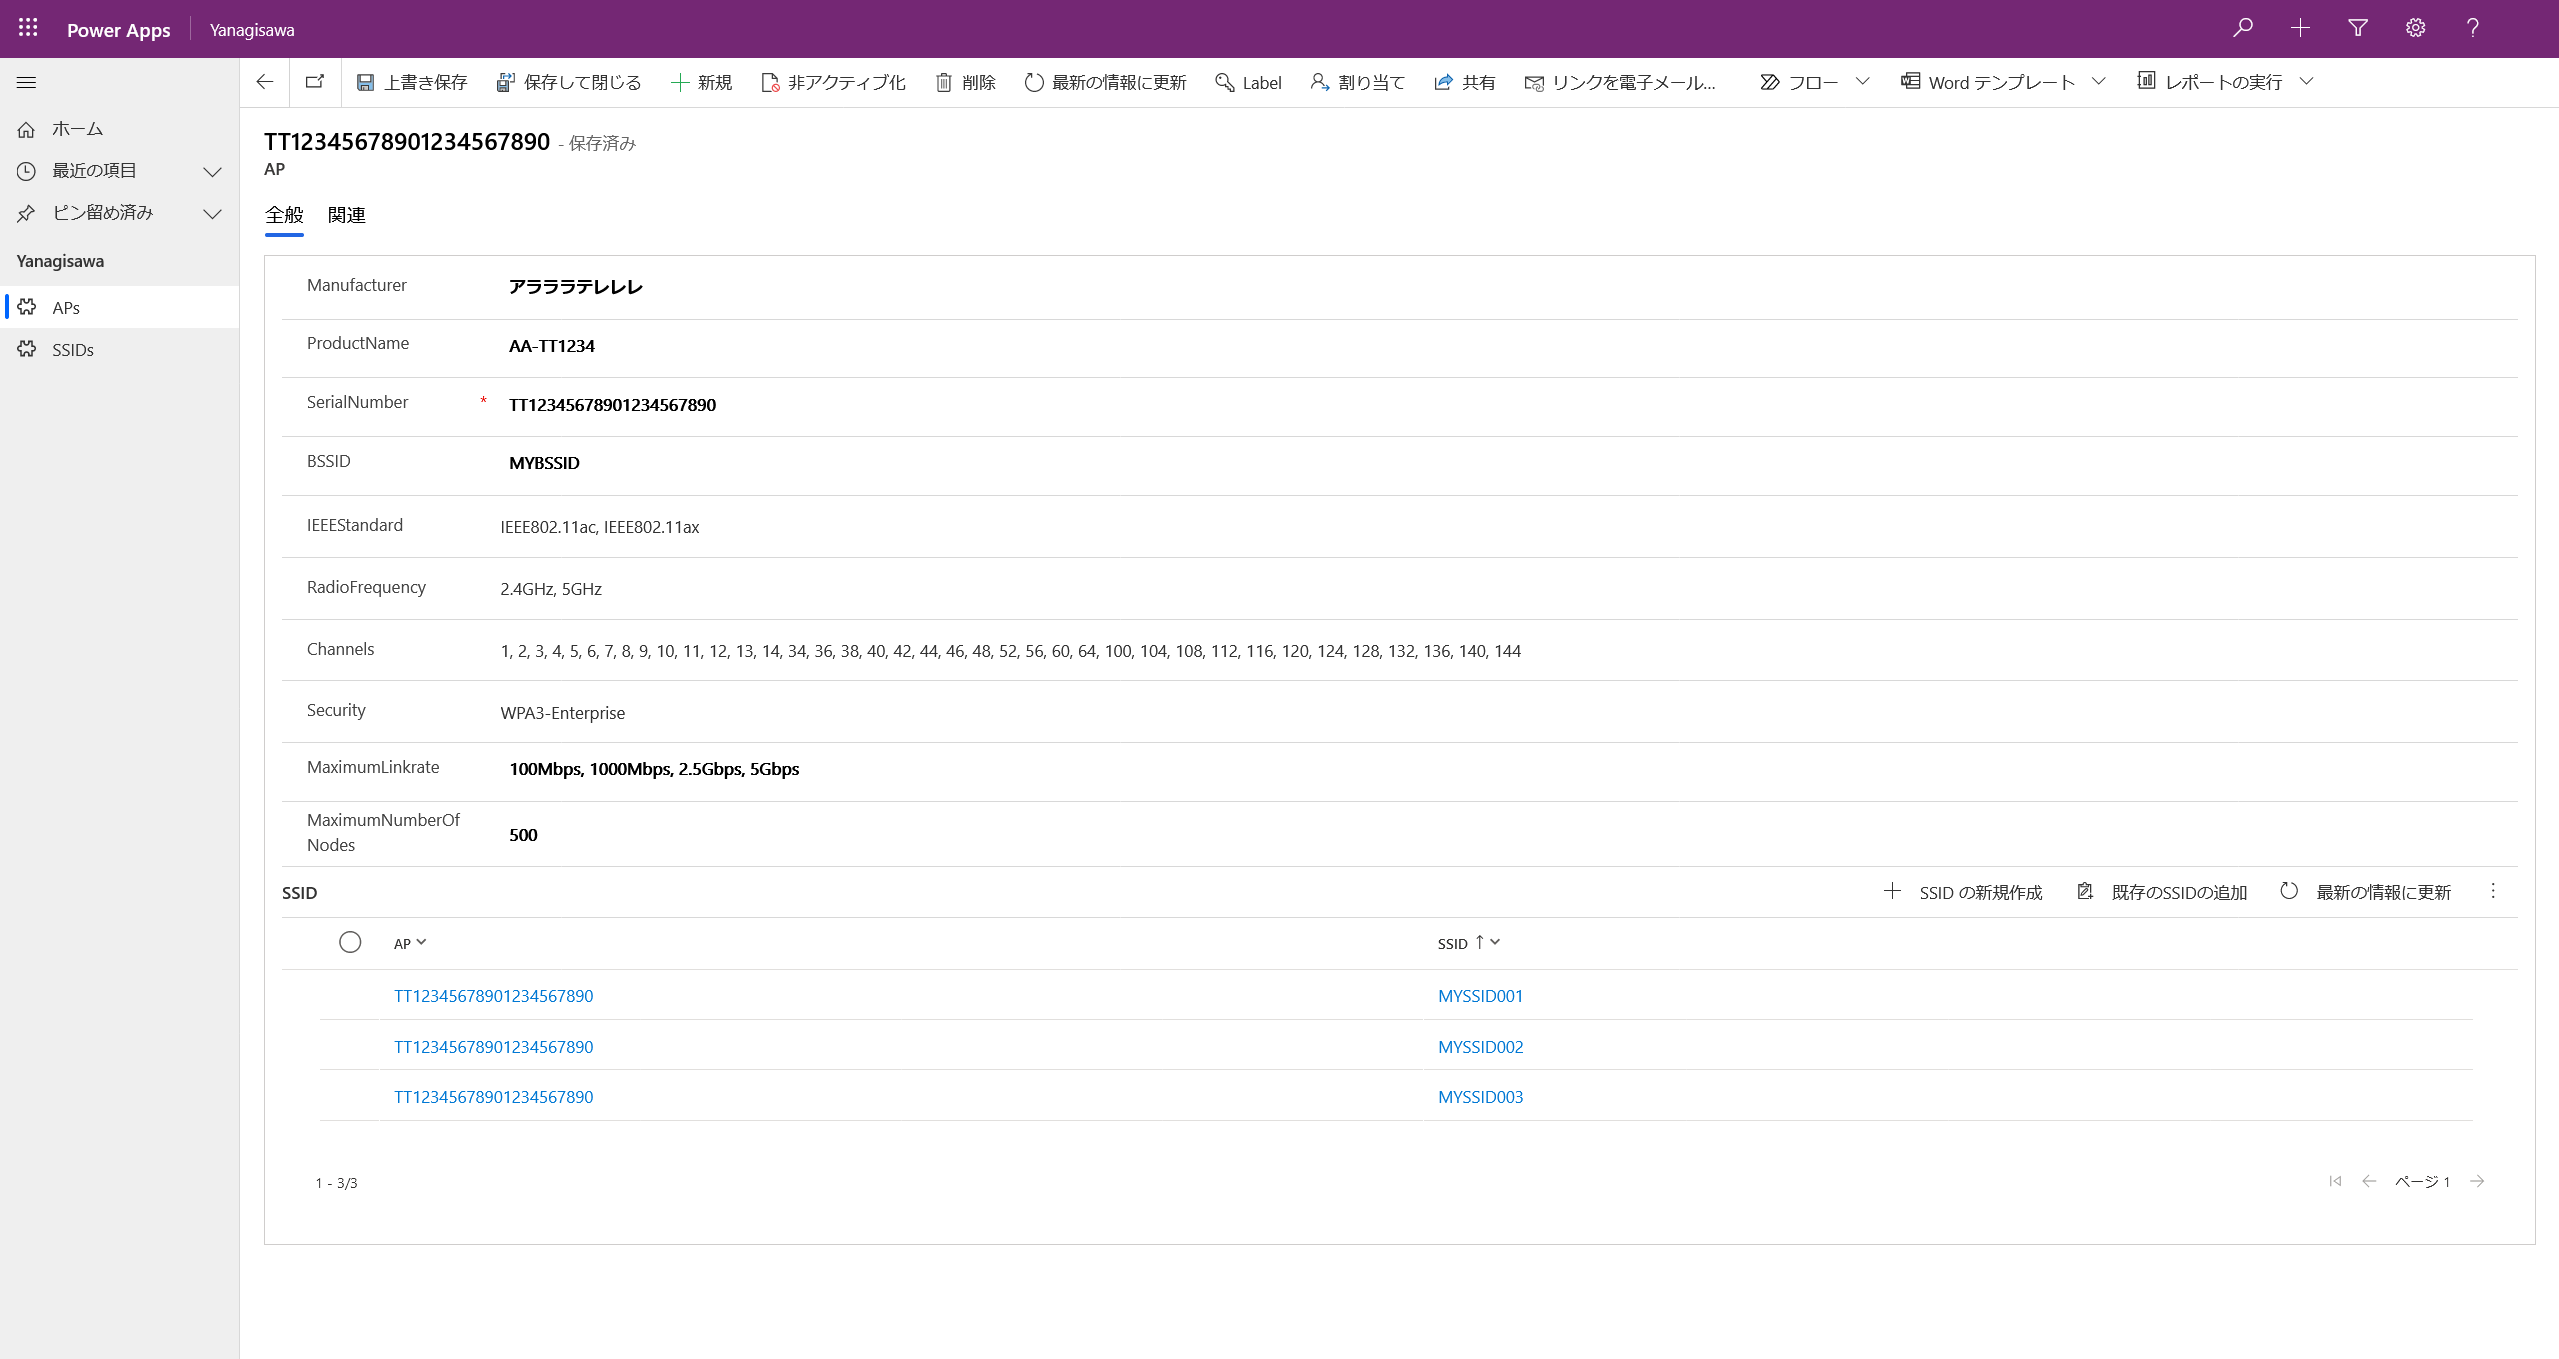 Power Apps Yanagisawa
上書き保存 保存して閉じる 新規 非アクティブ化 削除 最新の情報に更新 Label 割り当て 共有 リンクを電子メール... フロー Word テンプレート レポートの実行
ホーム
最近の項目
ピン留め済み
Yanagisawa
APs
SSIDs
TT12345678901234567890 - 保存済み
AP
全般 関連
Manufacturer アラララテレレレ
ProductName AA-TT1234
SerialNumber * TT12345678901234567890
BSSID MYBSSID
IEEEStandard IEEE802.11ac, IEEE802.11ax
RadioFrequency 2.4GHz, 5GHz
Channels 1, 2, 3, 4, 5, 6, 7, 8, 9, 10, 11, 12, 13, 14, 34, 36, 38, 40, 42, 44, 46, 48, 52, 56, 60, 64, 100, 104, 108, 112, 116, 120, 124, 128, 132, 136, 140, 144
Security WPA3-Enterprise
MaximumLinkrate 100Mbps, 1000Mbps, 2.5Gbps, 5Gbps
MaximumNumberOf
Nodes 500
SSID SSID の新規作成 既存のSSIDの追加 最新の情報に更新
AP SSID ↑
TT12345678901234567890 MYSSID001
TT12345678901234567890 MYSSID002
TT12345678901234567890 MYSSID003
1 - 3/3 ページ 1